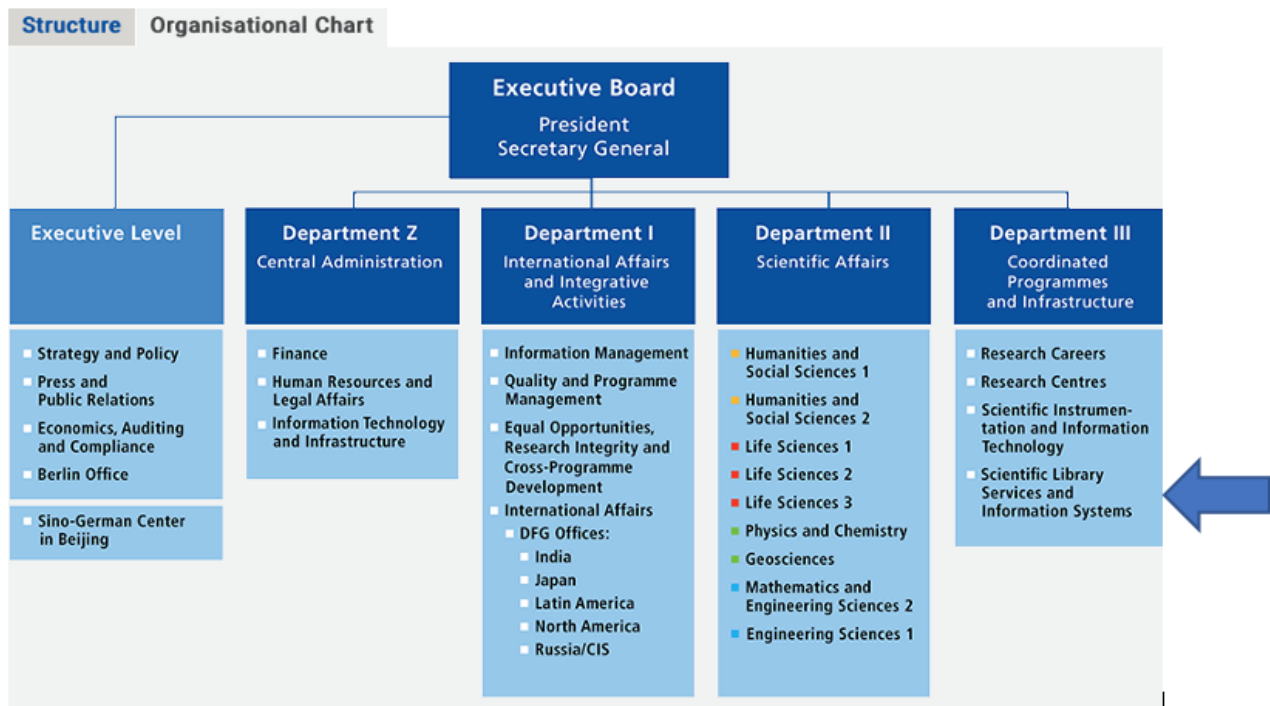 Structure
Organisational Chart
Executive Board
President
Secretary General
Executive Level
Strategy and Policy
Press and
Public Relations
Economics, Auditing
and Compliance
Berlin Office
Sino-German Center
in Beijing
Department Z
Central Administration
Finance
Human Resources and
Legal Affairs
Information Technology
and Infrastructure
Department I
International Affairs
and Integrative
Activities
Information Management
Quality and Programme
Management
Equal Opportunities,
Research Integrity and
Cross-Programme
Development
International Affairs
DFG Offices:
India
Japan
Latin America
North America
Russia/CIS
Department II
Scientific Affairs
Humanities and
Social Sciences 1
Humanities and
Social Sciences 2
Life Sciences 1
Life Sciences 2
Life Sciences 3
Physics and Chemistry
Geosciences
Mathematics and
Engineering Sciences 2
Engineering Sciences 1
Department III
Coordinated
Programmes
and Infrastructure
Research Careers
Research Centres
Scientific Instrumen-
tation and Information
Technology
Scientific Library
Services and
Information Systems